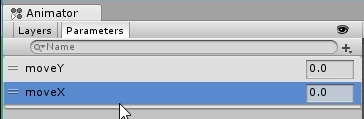 Animator
Layers Parameters
Name
moveY 0.0
moveX 0.0